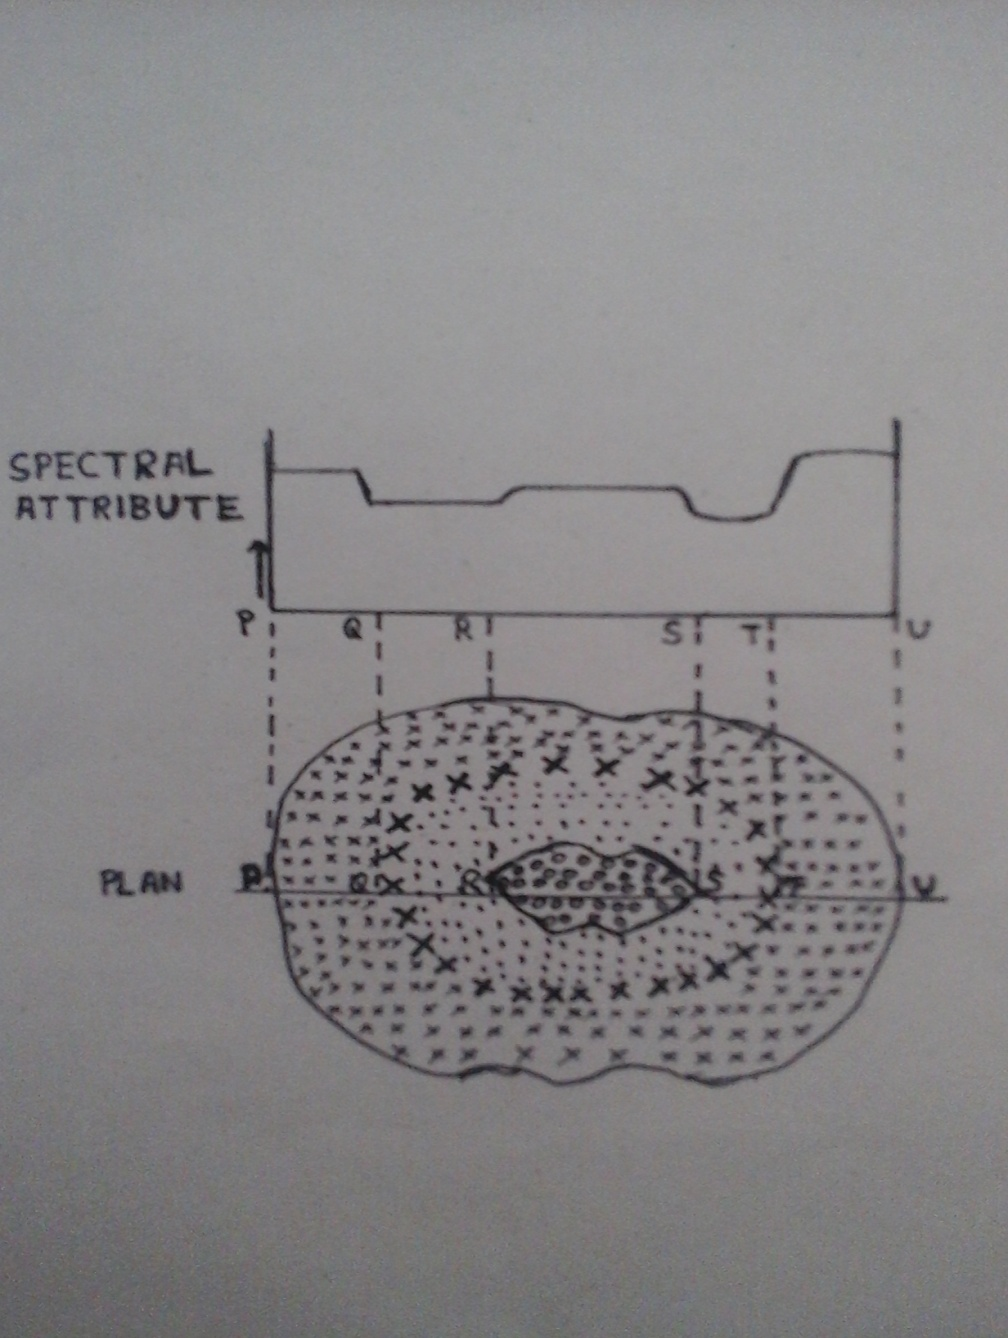 SPECTRAL
ATTRIBUTE
P Q R S T U
PLAN P Q R S T U